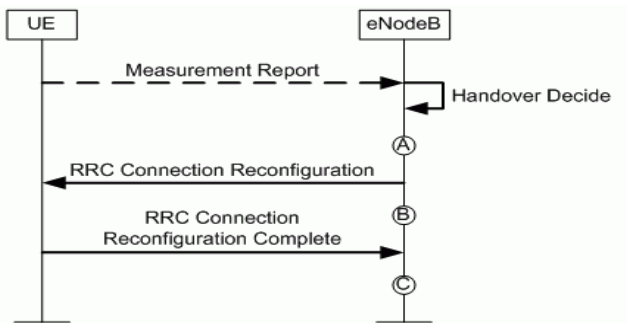 UE
eNodeB
Measurement Report
Handover Decide
A
RRC Connection Reconfiguration
B
RRC Connection
Reconfiguration Complete
C